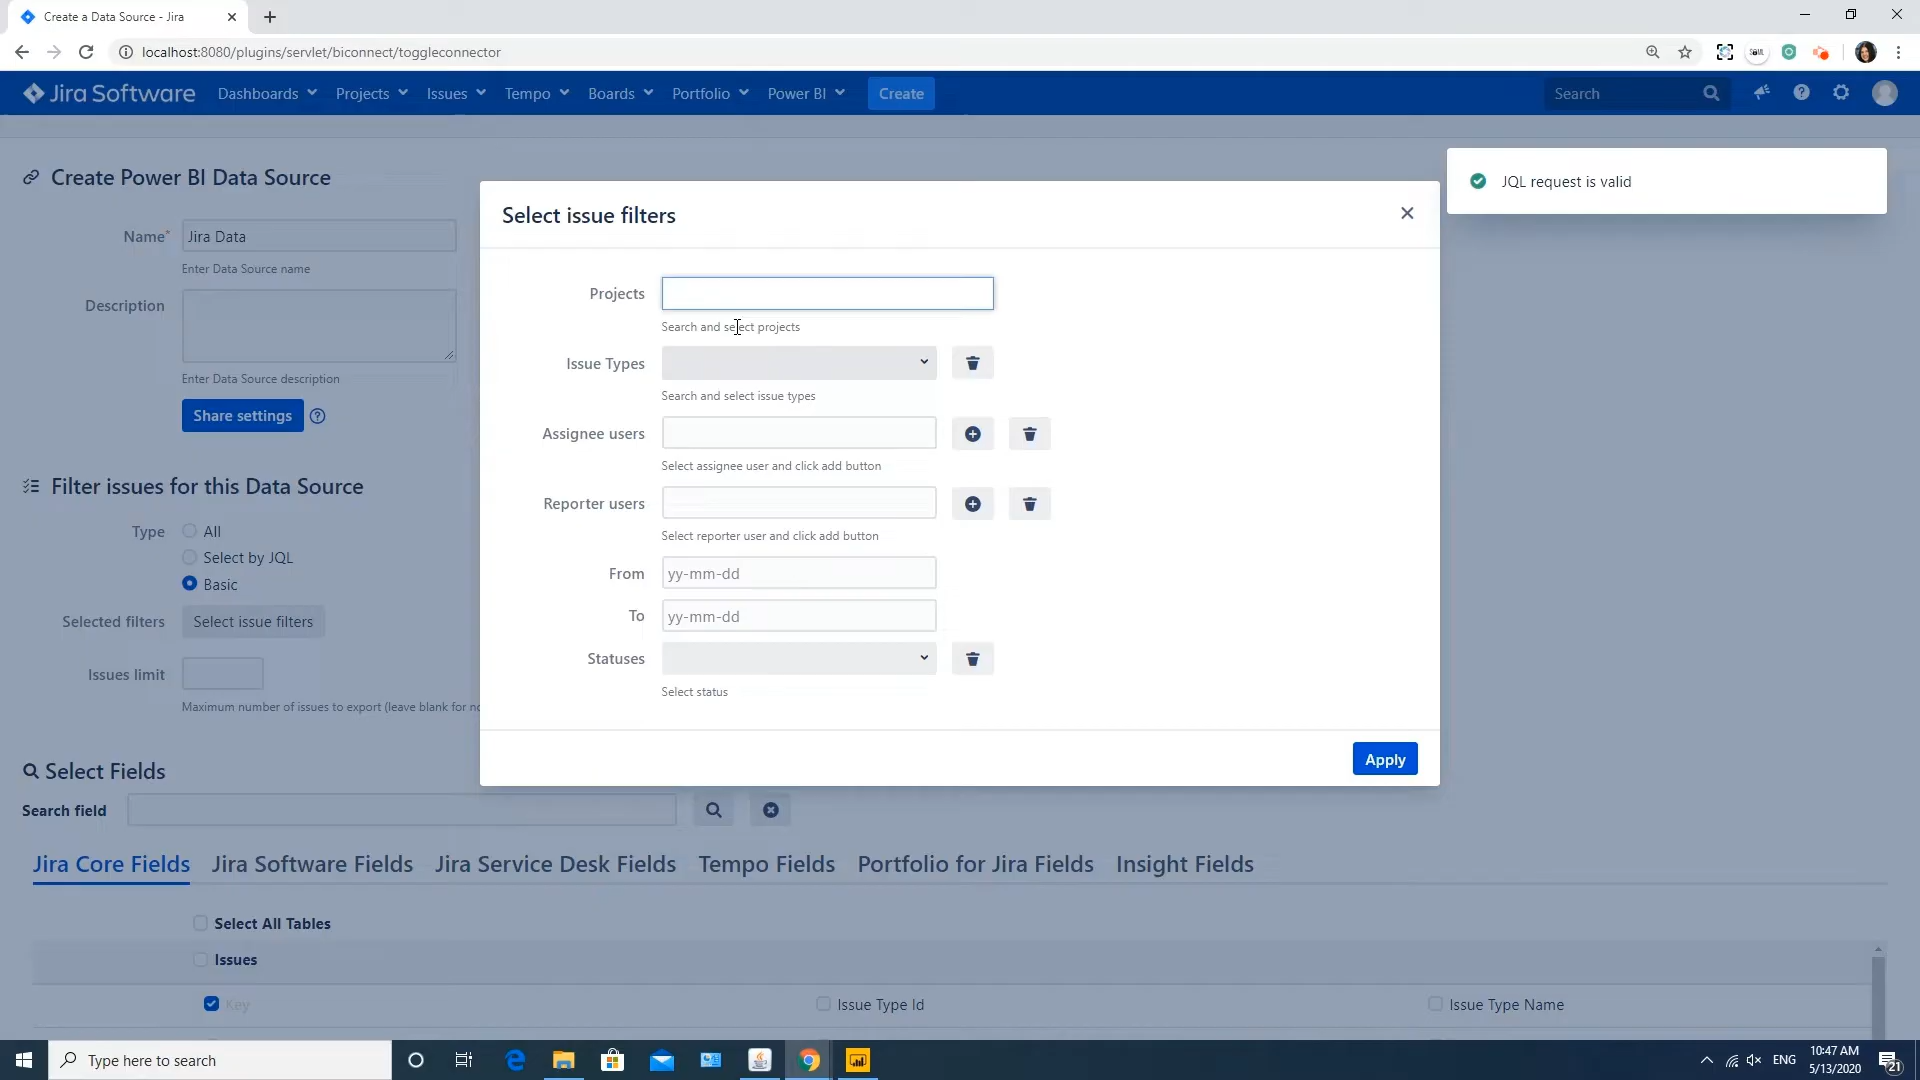 Create a Data Source - Jira
localhost:8080/plugins/servlet/biconnect/toggleconnector
Jira Software Dashboards Projects Issues Tempo Boards Portfolio Power BI Create Search
Create Power BI Data Source
JQL request is valid
Select issue filters
Name* Jira Data
Enter Data Source name
Description
Enter Data Source description
Share settings
Filter issues for this Data Source
Type All
Select by JQL
Basic
Selected filters Select issue filters
Issues limit
Maximum number of issues to export (leave blank for no
Projects
Search and select projects
Issue Types
Search and select issue types
Assignee users
Select assignee user and click add button
Reporter users
Select reporter user and click add button
From yy-mm-dd
To yy-mm-dd
Statuses
Select status
Apply
Select Fields
Search field
Jira Core Fields Jira Software Fields Jira Service Desk Fields Tempo Fields Portfolio for Jira Fields Insight Fields
Select All Tables
Issues
Key Issue Type Id Issue Type Name
Type here to search
ENG
10:47 AM
5/13/2020
21